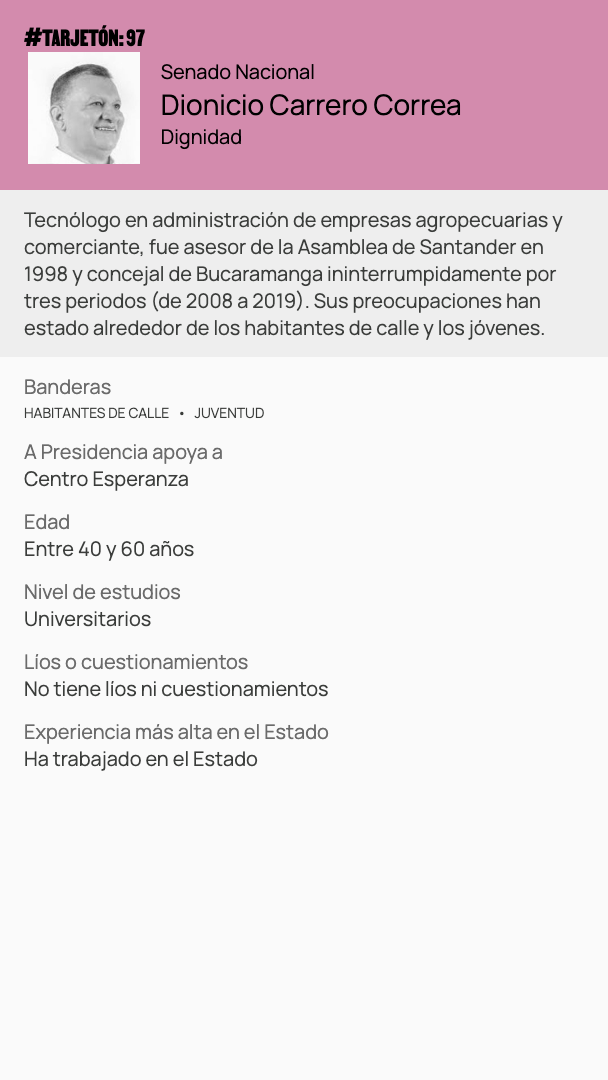 #TARJETÓN: 97
Senado Nacional
Dionicio Carrero Correa
Dignidad
Tecnólogo en administración de empresas agropecuarias y
comerciante, fue asesor de la Asamblea de Santander en
1998 y concejal de Bucaramanga ininterrumpidamente por
tres periodos (de 2008 a 2019). Sus preocupaciones han
estado alrededor de los habitantes de calle y los jóvenes.
Banderas
HABITANTES DE CALLE • JUVENTUD
A Presidencia apoya a
Centro Esperanza
Edad
Entre 40 y 60 años
Nivel de estudios
Universitarios
Líos o cuestionamientos
No tiene líos ni cuestionamientos
Experiencia más alta en el Estado
Ha trabajado en el Estado